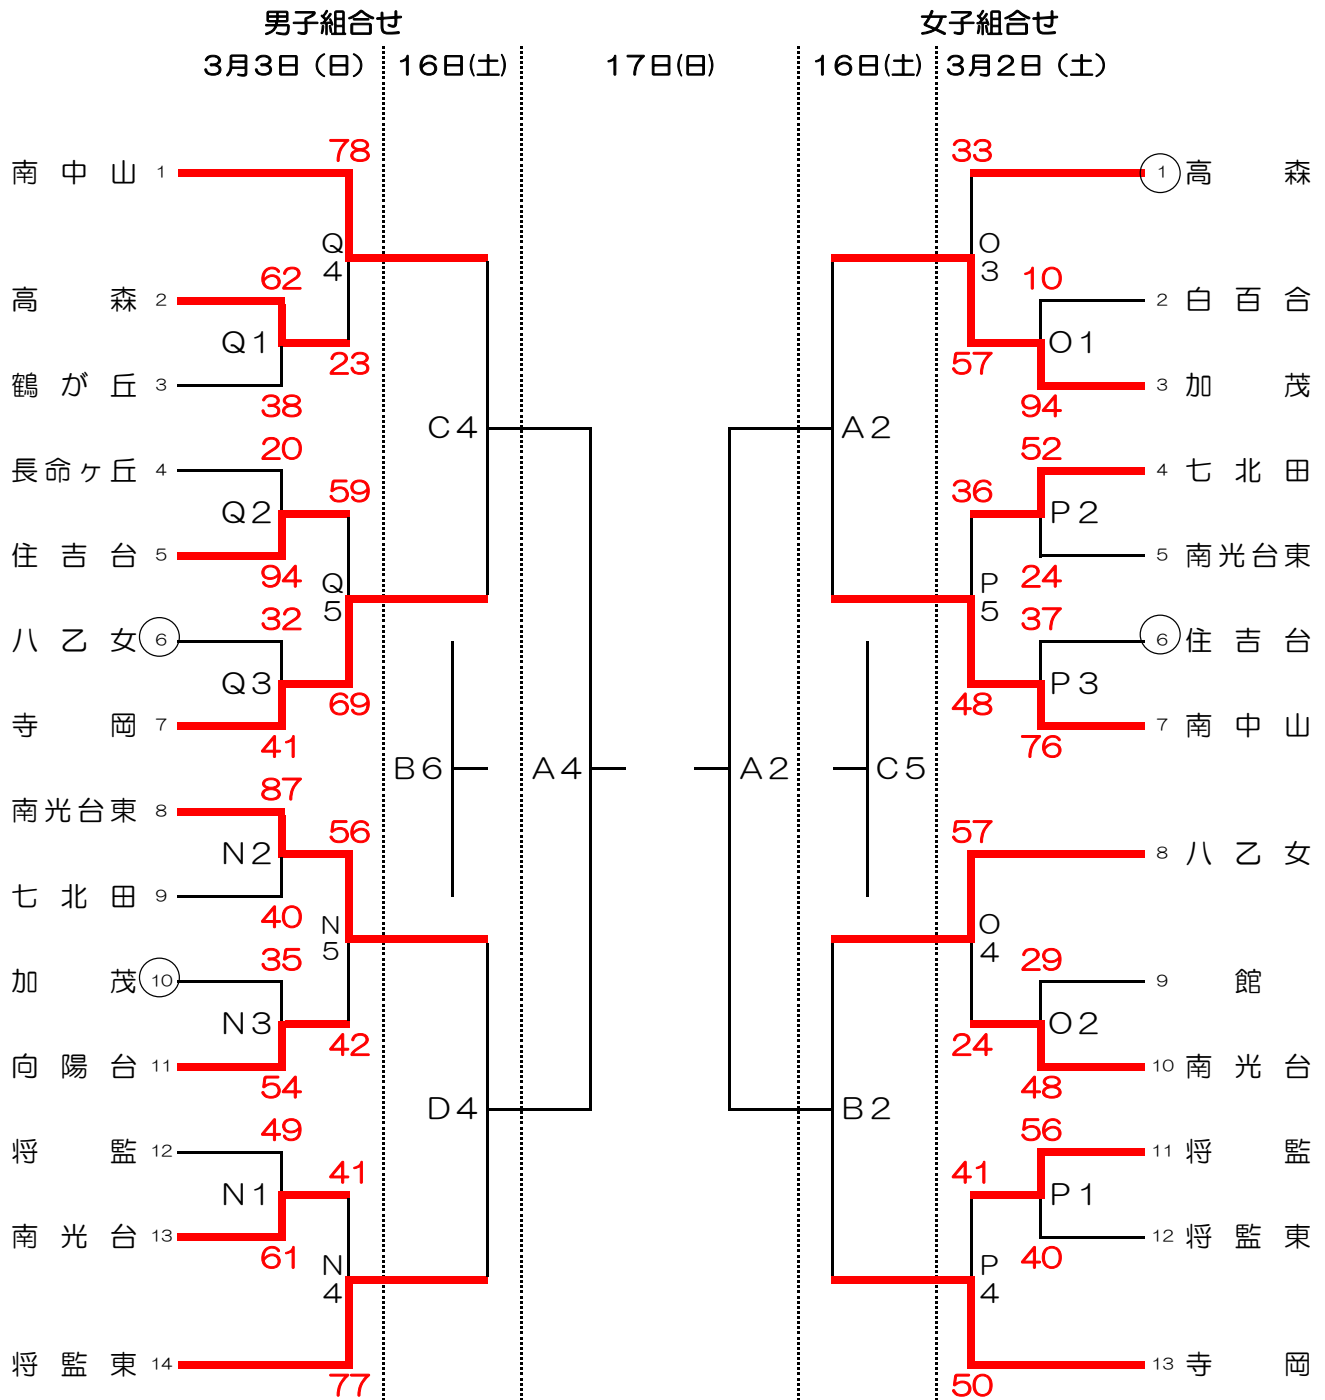 男子組合せ 女子組合せ
3月3日（日） 16日(土) 17日(日) 16日(土) 3月2日（土）
78 33
南中山 1 1 高森
Q4 O3
62 10
高森 2 2 白百合
Q1 O1
23 57
鶴が丘 3 3 加茂
38 94
C4 A2
20 52
長命ヶ丘 4 4 七北田
59 36
Q2 P2
住吉台 5 5 南光台東
94 24
Q5 P5
32 37
八乙女 6 6 住吉台
Q3 P3
69 48
寺岡 7 7 南中山
41 76
B6 A4 A2 C5
87
南光台東 8
56 57
N2 8 八乙女
七北田 9
40
N5 O4
35 29
加茂 10 9 館
N3 O2
42 24
向陽台 11 10 南光台
54 48
D4 B2
49 56
将監 12 11 将監
41 41
N1 P1
南光台 13 12 将監東
61 40
N4 P4
将監東 14 13 寺岡
77 50